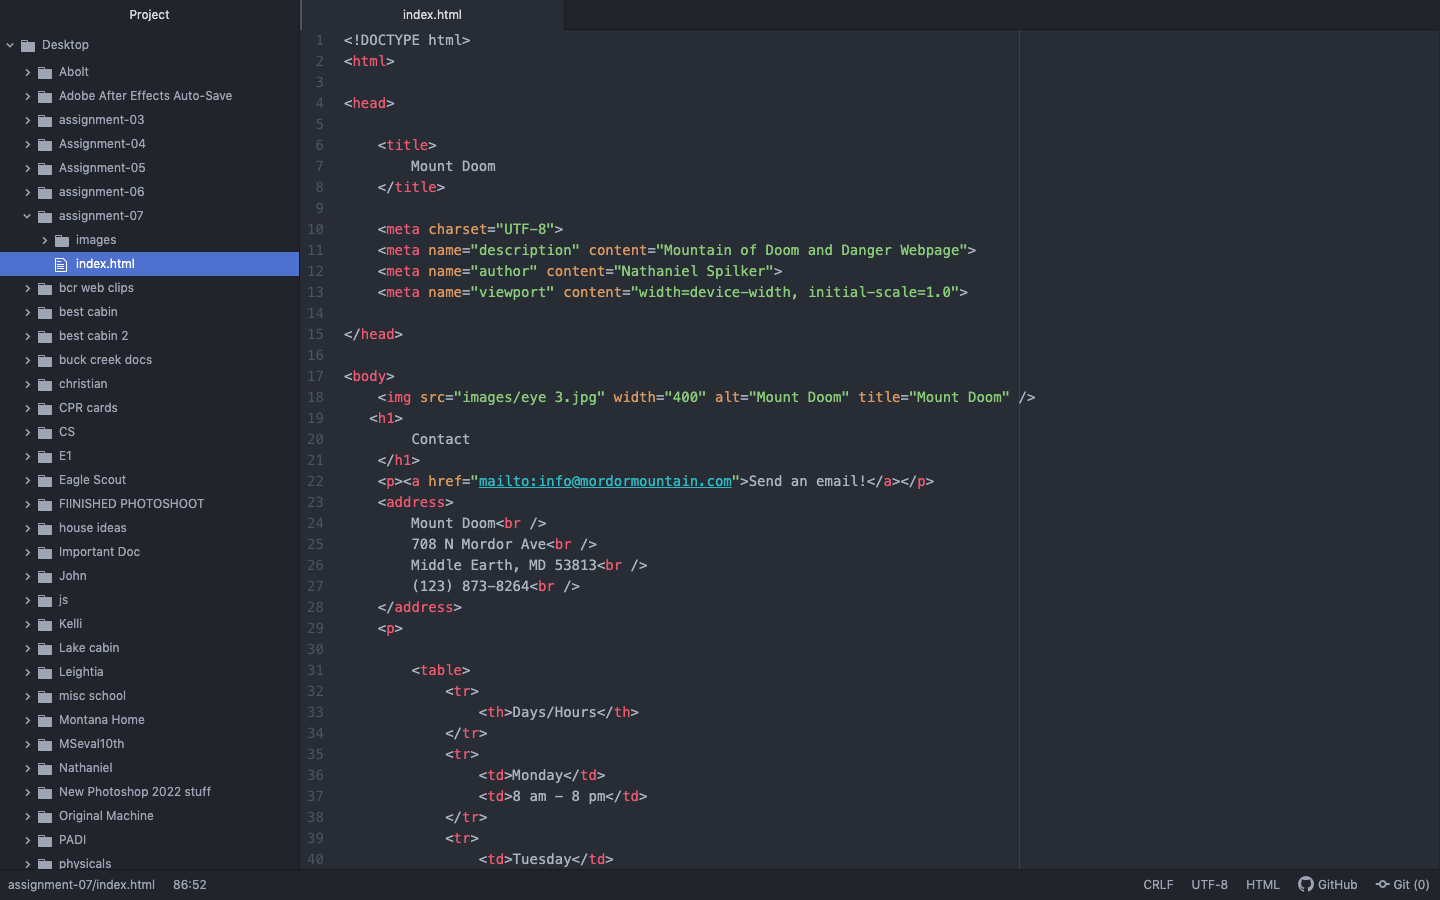 Project
Desktop
Abolt
Adobe After Effects Auto-Save
assignment-03
Assignment-04
Assignment-05
assignment-06
assignment-07
images
index.html
bcr web clips
best cabin
best cabin 2
buck creek docs
christian
CPR cards
CS
E1
Eagle Scout
FIINISHED PHOTOSHOOT
house ideas
Important Doc
John
js
Kelli
Lake cabin
Leightia
misc school
Montana Home
MSeval10th
Nathaniel
New Photoshop 2022 stuff
Original Machine
PADI
physicals
index.html
1 <!DOCTYPE html>
2 <html>
3
4 <head>
5
6     <title>
7         Mount Doom
8     </title>
9
10     <meta charset="UTF-8">
11     <meta name="description" content="Mountain of Doom and Danger Webpage">
12     <meta name="author" content="Nathaniel Spilker">
13     <meta name="viewport" content="width=device-width, initial-scale=1.0">
14
15 </head>
16
17 <body>
18     <img src="images/eye 3.jpg" width="400" alt="Mount Doom" title="Mount Doom" />
19    <h1>
20         Contact
21     </h1>
22     <p><a href="mailto:info@mordormountain.com">Send an email!</a></p>
23     <address>
24         Mount Doom<br />
25         708 N Mordor Ave<br />
26         Middle Earth, MD 53813<br />
27         (123) 873-8264<br />
28     </address>
29     <p>
30
31         <table>
32             <tr>
33                 <th>Days/Hours</th>
34             </tr>
35             <tr>
36                 <td>Monday</td>
37                 <td>8 am - 8 pm</td>
38             </tr>
39             <tr>
40                 <td>Tuesday</td>
assignment-07/index.html 86:52 CRLF UTF-8 HTML GitHub Git (0)